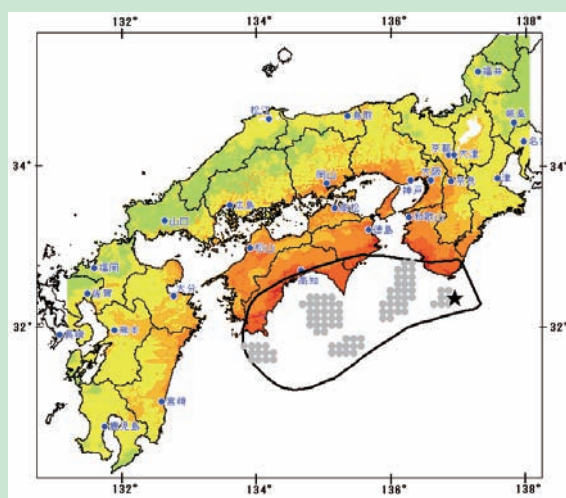 132°
134°
136°
138°
福井
松江
鳥取
岐阜
名
34°
京都
大津
岡山
神戸
大阪
奈良
津
広島
高松
和歌山
山口
徳島
松山
福岡
高知
佐賀
大分
32°
長崎
熊本
宮崎
鹿児島
132°
134°
136°
138°